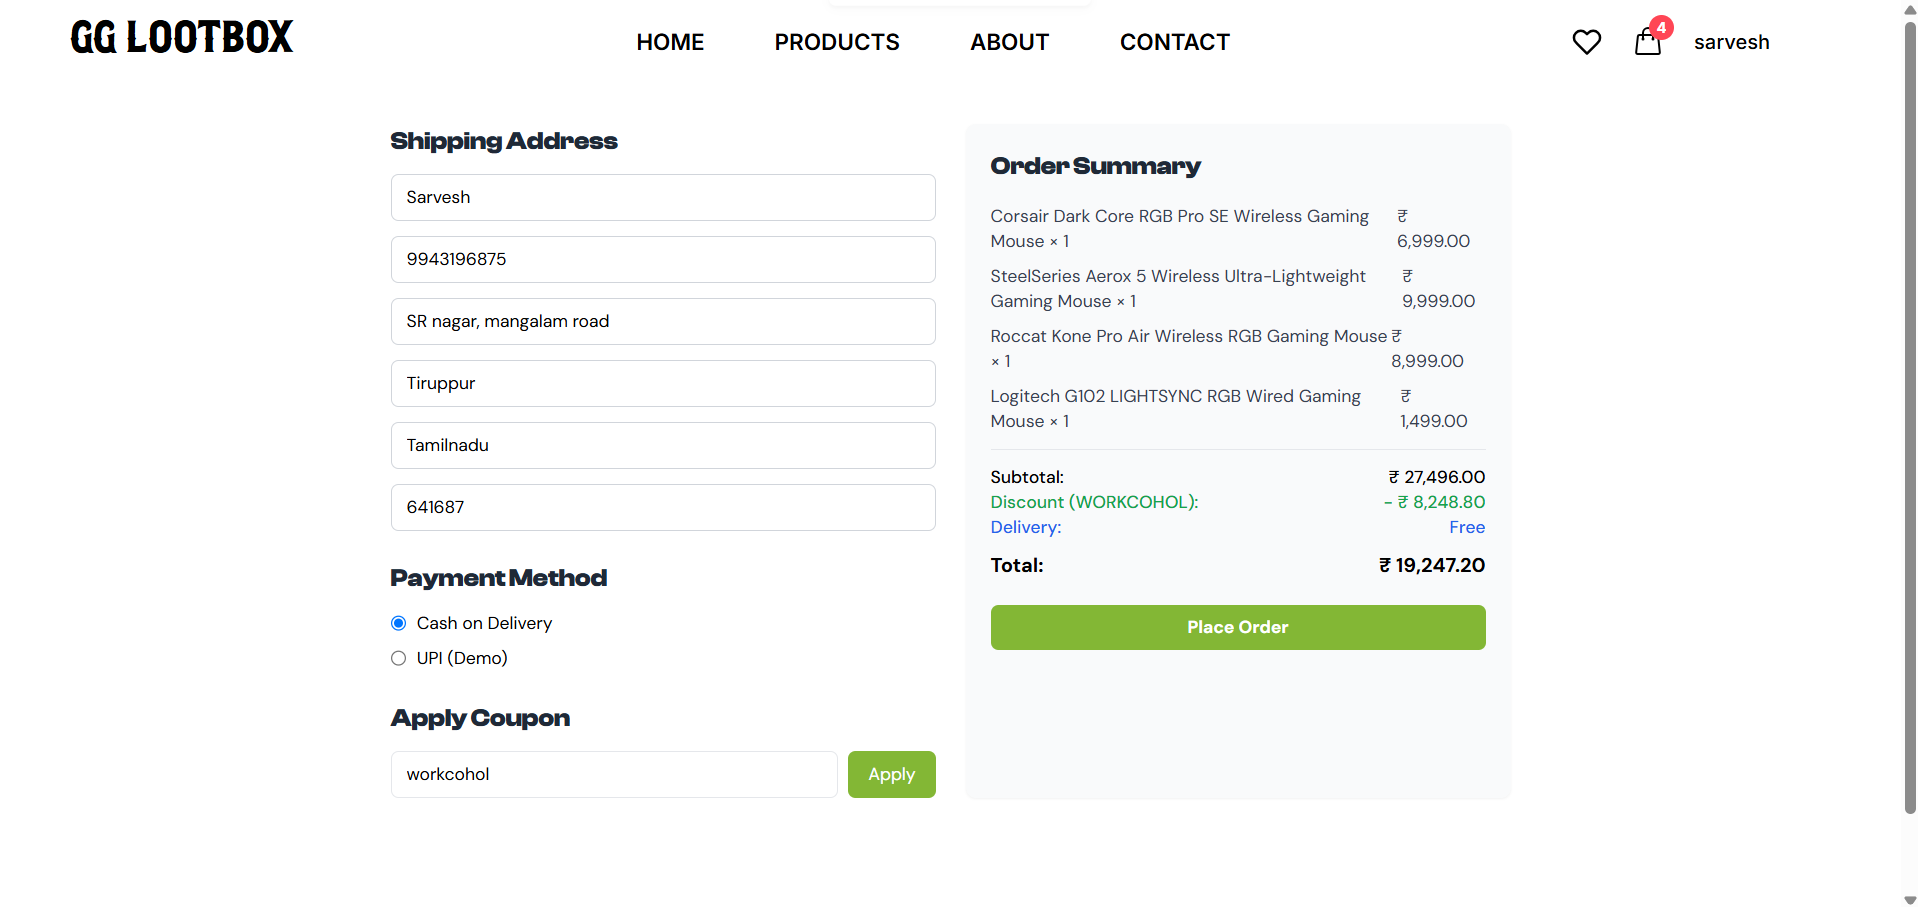 GG LOOTBOX
HOME
PRODUCTS
ABOUT
CONTACT
4
sarvesh
Shipping Address
Sarvesh
9943196875
SR nagar, mangalam road
Tiruppur
Tamilnadu
641687
Payment Method
Cash on Delivery
UPI (Demo)
Apply Coupon
workcohol
Apply
Order Summary
Corsair Dark Core RGB Pro SE Wireless Gaming ₹
Mouse × 1 6,999.00
SteelSeries Aerox 5 Wireless Ultra-Lightweight ₹
Gaming Mouse × 1 9,999.00
Roccat Kone Pro Air Wireless RGB Gaming Mouse ₹
× 1 8,999.00
Logitech G102 LIGHTSYNC RGB Wired Gaming ₹
Mouse × 1 1,499.00
Subtotal: ₹ 27,496.00
Discount (WORKCOHOL): - ₹ 8,248.80
Delivery: Free
Total: ₹ 19,247.20
Place Order